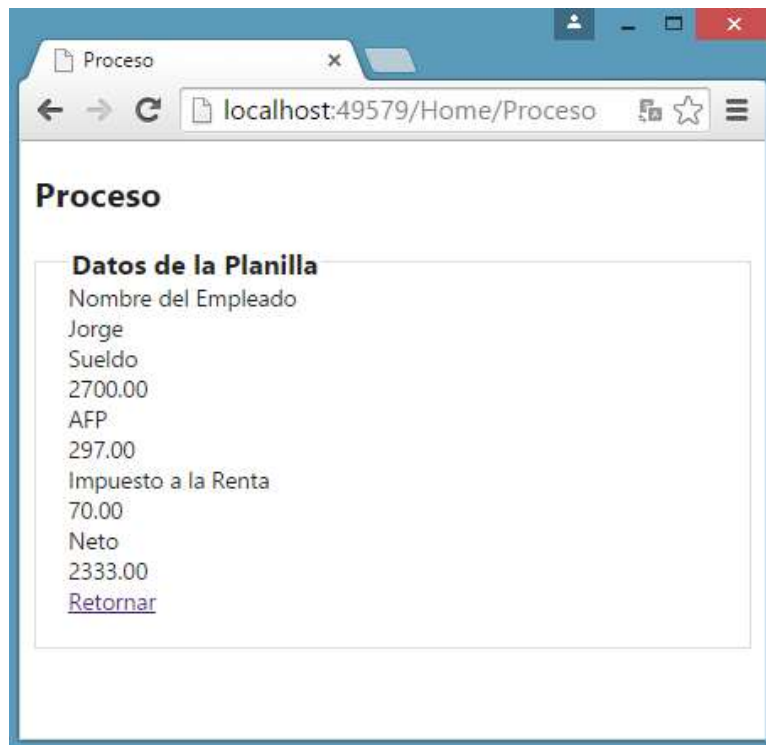 Proceso
localhost:49579/Home/Proceso
Proceso
Datos de la Planilla
Nombre del Empleado
Jorge
Sueldo
2700.00
AFP
297.00
Impuesto a la Renta
70.00
Neto
2333.00
Retornar